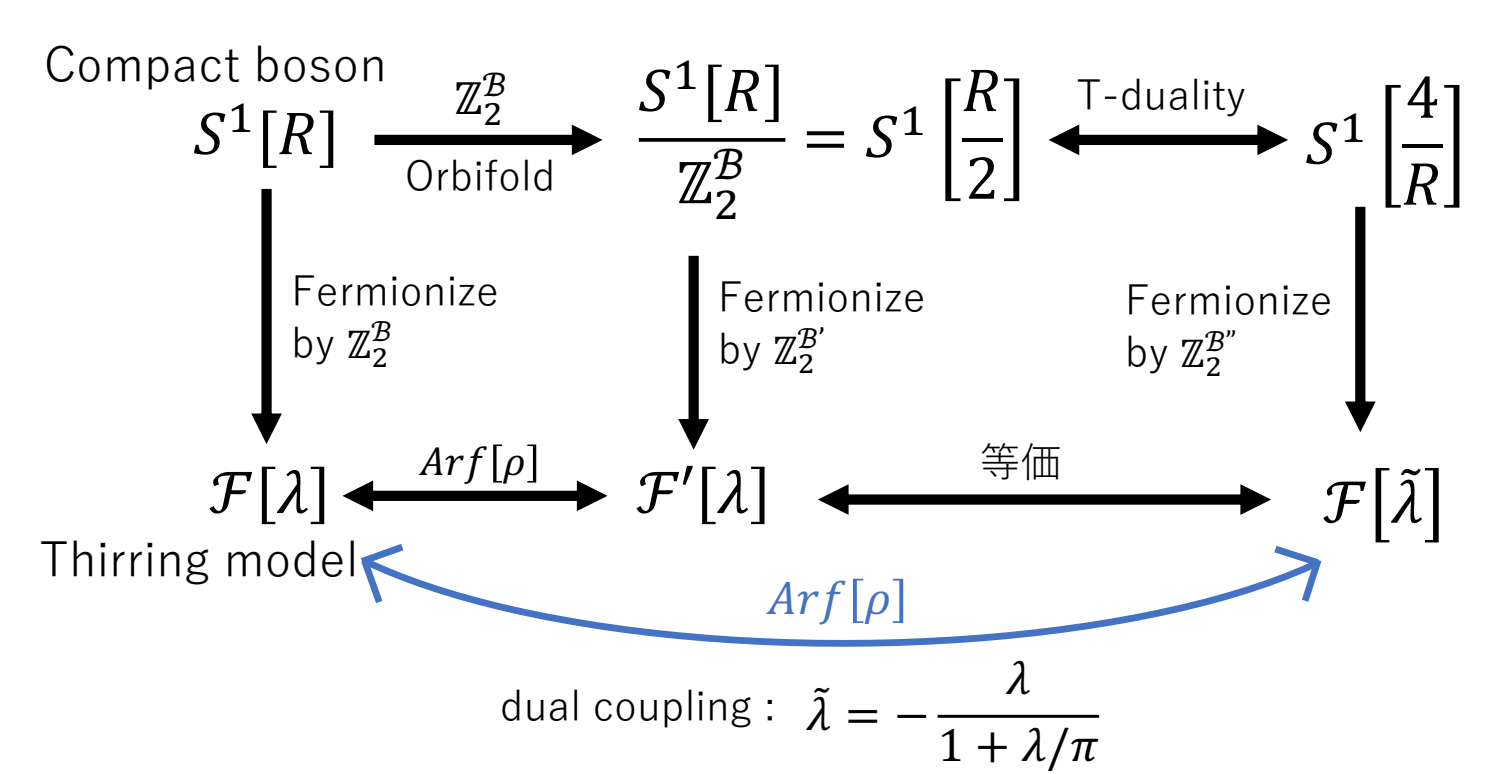 Compact boson
S¹[R]
ℤ₂^ℬ
Orbifold
S¹[R] / ℤ₂^ℬ = S¹[R/2]
T-duality
S¹[4/R]
Fermionize
by ℤ₂^ℬ
Fermionize
by ℤ₂^ℬ'
Fermionize
by ℤ₂^ℬ”
ℱ[λ]
Arf[ρ]
ℱ′[λ]
等価
ℱ[λ̃]
Thirring model
Arf[ρ]
dual coupling : λ̃ = − λ / (1 + λ/π)